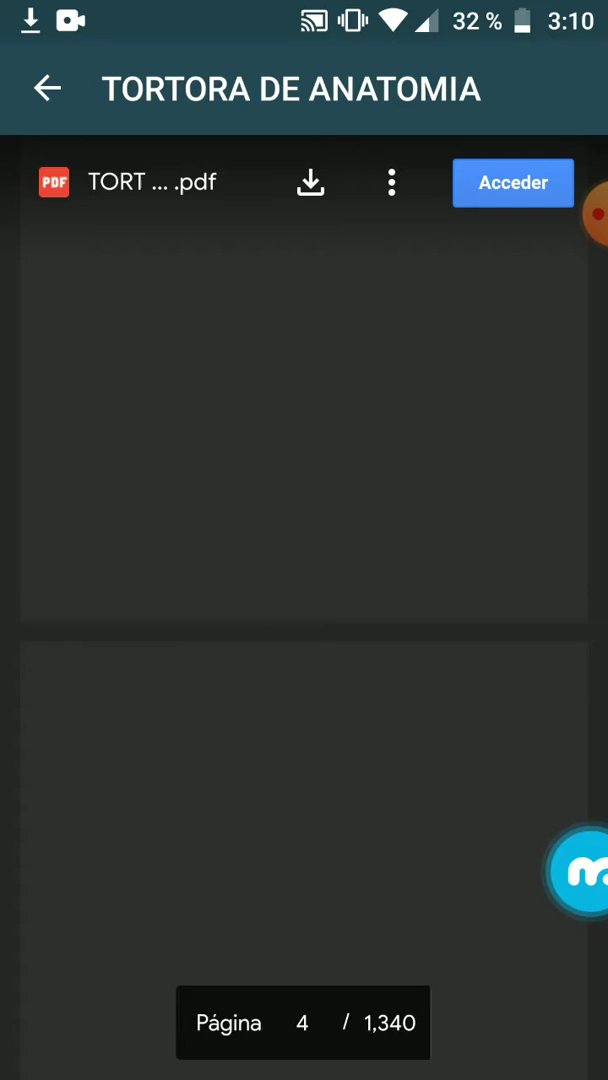 32 % 3:10
TORTORA DE ANATOMIA
PDF TORT ... .pdf Acceder
m
Página 4 / 1,340